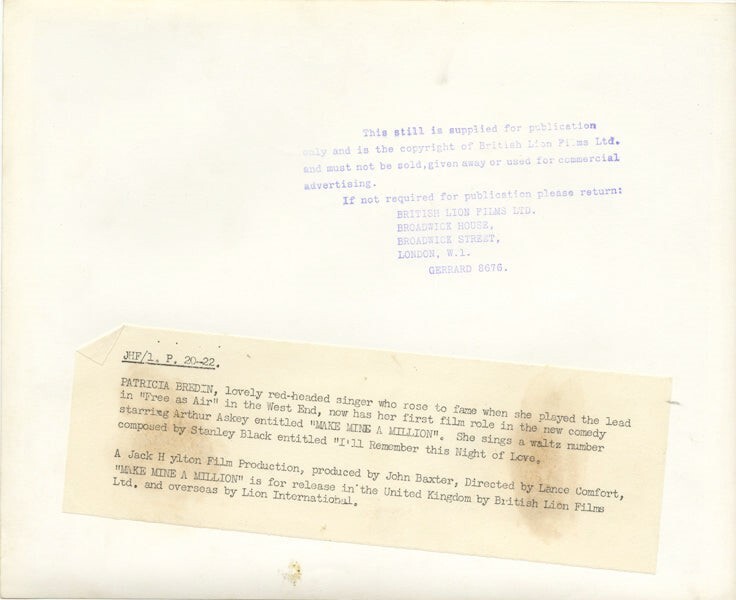 This still is supplied for publication
only and is the copyright of British Lion Films Ltd.
and must not be sold,given away or used for commercial
advertising.
If not required for publication please return:
BRITISH LION FILMS LTD.
BROADWICK HOUSE,
BROADWICK STREET,
LONDON, W.1.
GERRARD 8676.
JHF/1. P. 20-22.
PATRICIA BREDIN, lovely red-headed singer who rose to fame when she played the lead
in "Free as Air" in the West End, now has her first film role in the new comedy
starring Arthur Askey entitled "MAKE MINE A MILLION". She sings a waltz number
composed by Stanley Black entitled "I'll Remember this Night of Love.
A Jack H ylton Film Production, produced by John Baxter, Directed by Lance Comfort,
"MAKE MINE A MILLION" is for release in the United Kingdom by British Lion Films
Ltd. and overseas by Lion International.